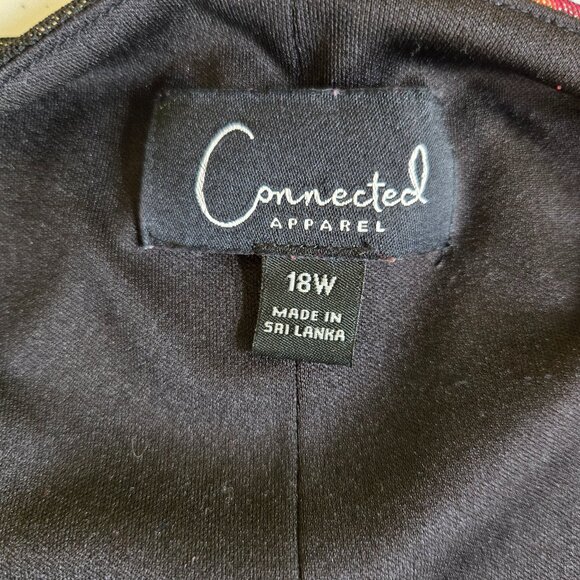 Connected
APPAREL
18W
MADE IN
SRI LANKA